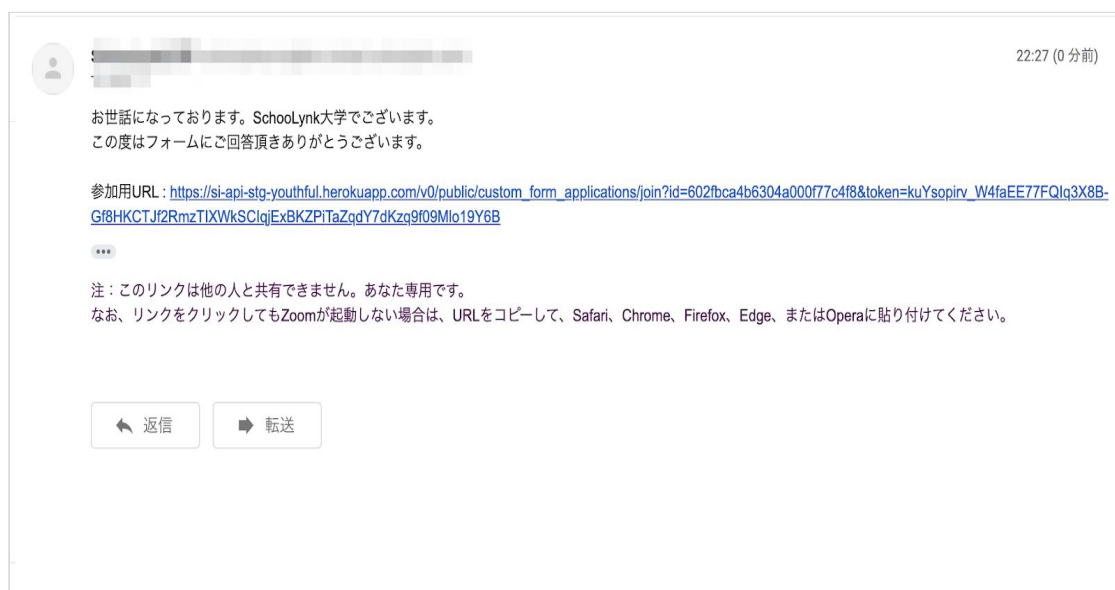 22:27 (0 分前)
お世話になっております。SchooLynk大学でございます。
この度はフォームにご回答頂きありがとうございます。
参加用URL : https://si-api-stg-youthful.herokuapp.com/v0/public/custom_form_applications/join?id=602fbca4b6304a000f77c4f8&token=kuYsopirv_W4faEE77FQIq3X8B-
Gf8HKCTJf2RmzTIXWkSClqjExBKZPiTaZqdY7dKzq9f09Mlo19Y6B
注：このリンクは他の人と共有できません。あなた専用です。
なお、リンクをクリックしてもZoomが起動しない場合は、URLをコピーして、Safari、Chrome、Firefox、Edge、またはOperaに貼り付けてください。
返信
転送